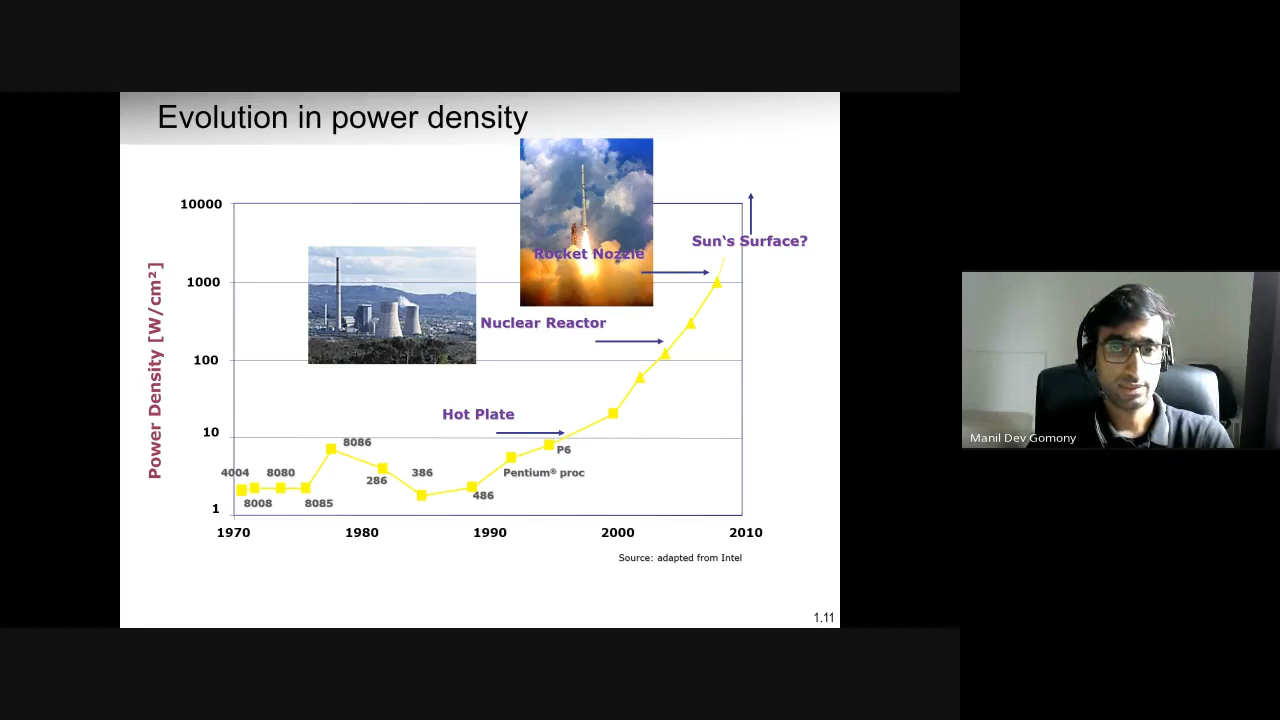 Evolution in power density
10000
Sun's Surface?
Rocket Nozzle
1000
Nuclear Reactor
100
Power Density [W/cm²]
Hot Plate
10
8086
P6
4004
8080
386
Pentium® proc
286
486
8008
8085
1
1970
1980
1990
2000
2010
Source: adapted from Intel
1.11
Manil Dev Gomony